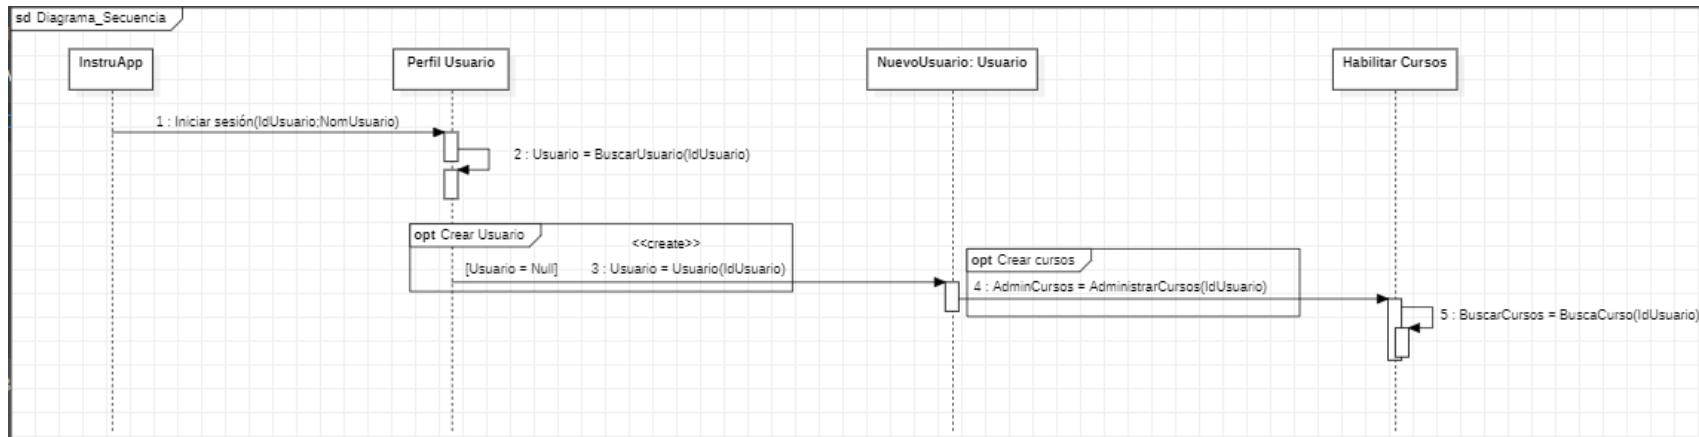 sd Diagrama_Secuencia
InstruApp
Perfil Usuario
NuevoUsuario: Usuario
Habilitar Cursos
1 : Iniciar sesión(IdUsuario;NomUsuario)
2 : Usuario = BuscarUsuario(IdUsuario)
opt Crear Usuario
<<create>>
[Usuario = Null]
3 : Usuario = Usuario(IdUsuario)
opt Crear cursos
4 : AdminCursos = AdministrarCursos(IdUsuario)
5 : BuscarCursos = BuscaCurso(IdUsuario)